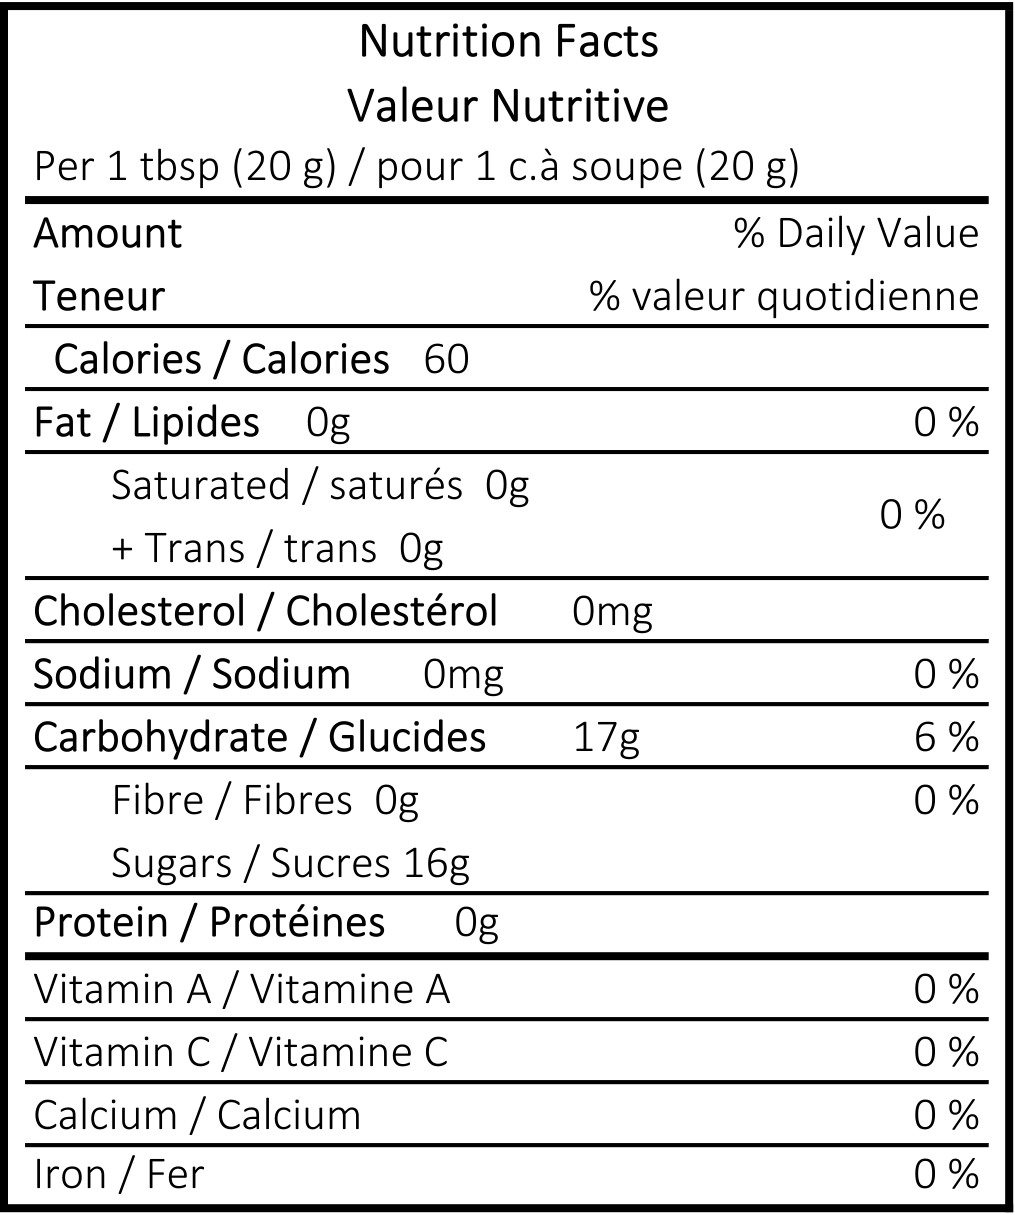 Nutrition Facts
Valeur Nutritive
Per 1 tbsp (20 g) / pour 1 c.à soupe (20 g)
Amount % Daily Value
Teneur % valeur quotidienne
Calories / Calories 60
Fat / Lipides 0g 0 %
Saturated / saturés 0g
0 %
+ Trans / trans 0g
Cholesterol / Cholestérol 0mg
Sodium / Sodium 0mg 0 %
Carbohydrate / Glucides 17g 6 %
Fibre / Fibres 0g 0 %
Sugars / Sucres 16g
Protein / Protéines 0g
Vitamin A / Vitamine A 0 %
Vitamin C / Vitamine C 0 %
Calcium / Calcium 0 %
Iron / Fer 0 %